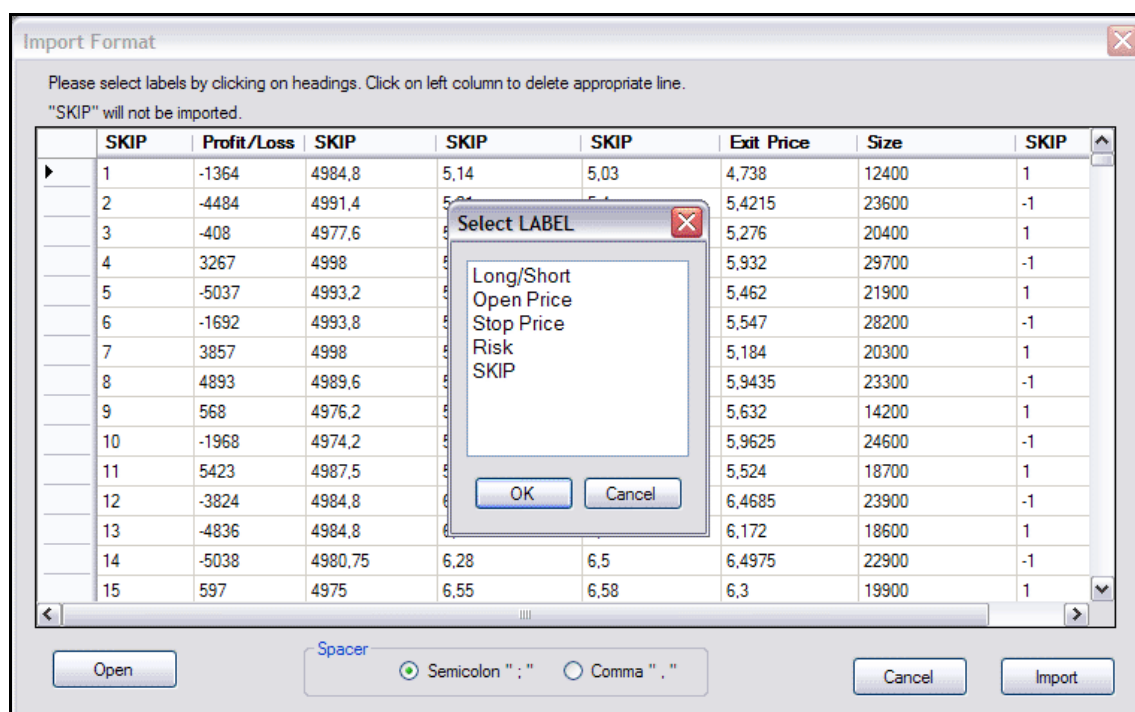 Import Format
Please select labels by clicking on headings. Click on left column to delete appropriate line.
"SKIP" will not be imported.
SKIP Profit/Loss SKIP SKIP SKIP Exit Price Size SKIP
1 -1364 4984,8 5,14 5,03 4,738 12400 1
2 -4484 4991,4 5,4215 23600 -1
3 -408 4977,6 5,276 20400 1
4 3267 4998 5,932 29700 -1
5 -5037 4993,2 5,462 21900 1
6 -1692 4993,8 5,547 28200 -1
7 3857 4998 5,184 20300 1
8 4893 4989,6 5,9435 23300 -1
9 568 4976,2 5,632 14200 1
10 -1968 4974,2 5,9625 24600 -1
11 5423 4987,5 5,524 18700 1
12 -3824 4984,8 6,4685 23900 -1
13 -4836 4984,8 6,172 18600 1
14 -5038 4980,75 6,28 6,5 6,4975 22900 -1
15 597 4975 6,55 6,58 6,3 19900 1
Select LABEL
Long/Short
Open Price
Stop Price
Risk
SKIP
OK Cancel
Spacer
Open Semicolon " ; " Comma " , " Cancel Import